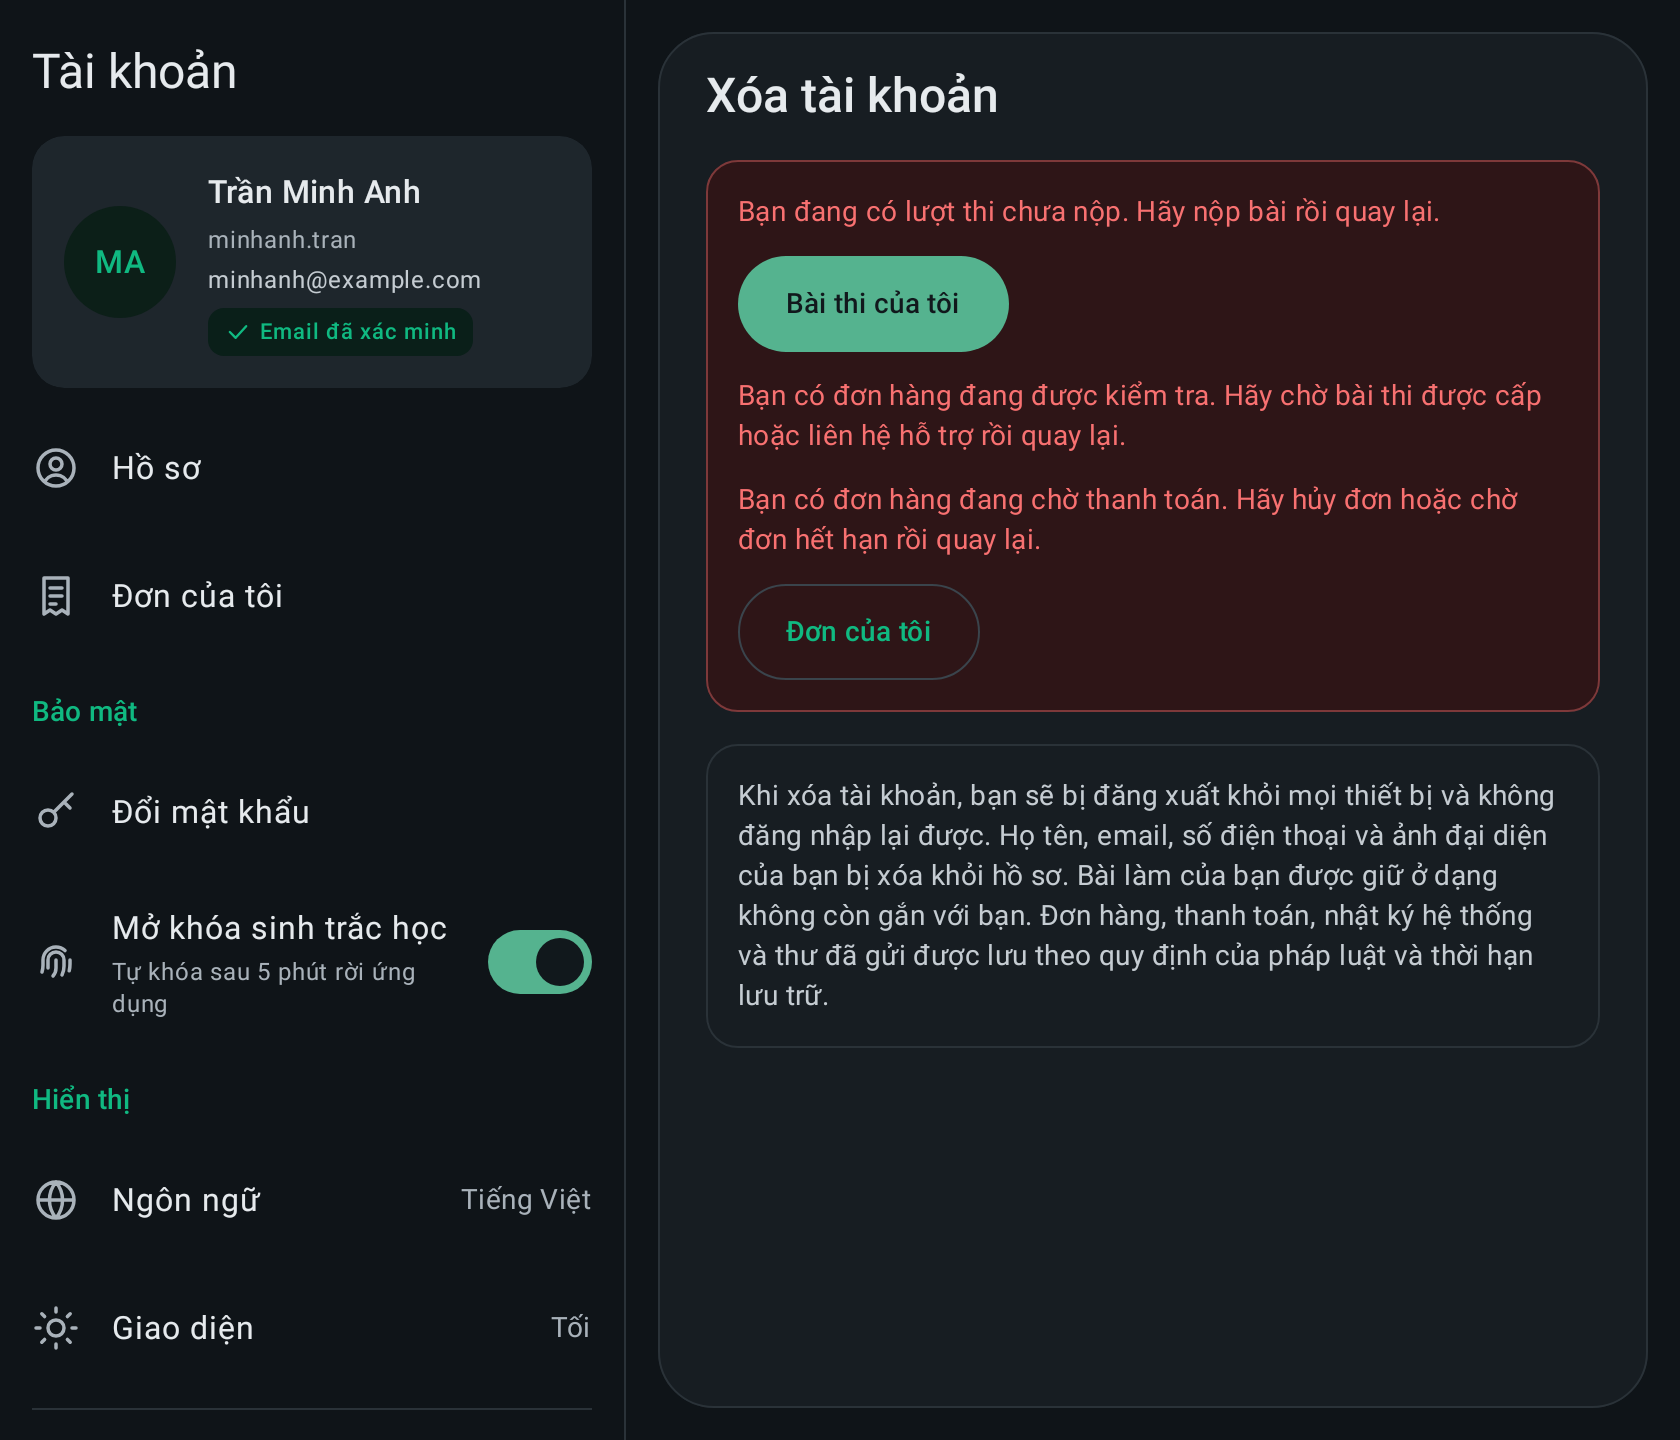 Tài khoản
MA
Trần Minh Anh
minhanh.tran
minhanh@example.com
Email đã xác minh
Hồ sơ
Đơn của tôi
Bảo mật
Đổi mật khẩu
Mở khóa sinh trắc học
Tự khóa sau 5 phút rời ứng
dụng
Hiển thị
Ngôn ngữ
Tiếng Việt
Giao diện
Tối
Xóa tài khoản
Bạn đang có lượt thi chưa nộp. Hãy nộp bài rồi quay lại.
Bài thi của tôi
Bạn có đơn hàng đang được kiểm tra. Hãy chờ bài thi được cấp
hoặc liên hệ hỗ trợ rồi quay lại.
Bạn có đơn hàng đang chờ thanh toán. Hãy hủy đơn hoặc chờ
đơn hết hạn rồi quay lại.
Đơn của tôi
Khi xóa tài khoản, bạn sẽ bị đăng xuất khỏi mọi thiết bị và không
đăng nhập lại được. Họ tên, email, số điện thoại và ảnh đại diện
của bạn bị xóa khỏi hồ sơ. Bài làm của bạn được giữ ở dạng
không còn gắn với bạn. Đơn hàng, thanh toán, nhật ký hệ thống
và thư đã gửi được lưu theo quy định của pháp luật và thời hạn
lưu trữ.